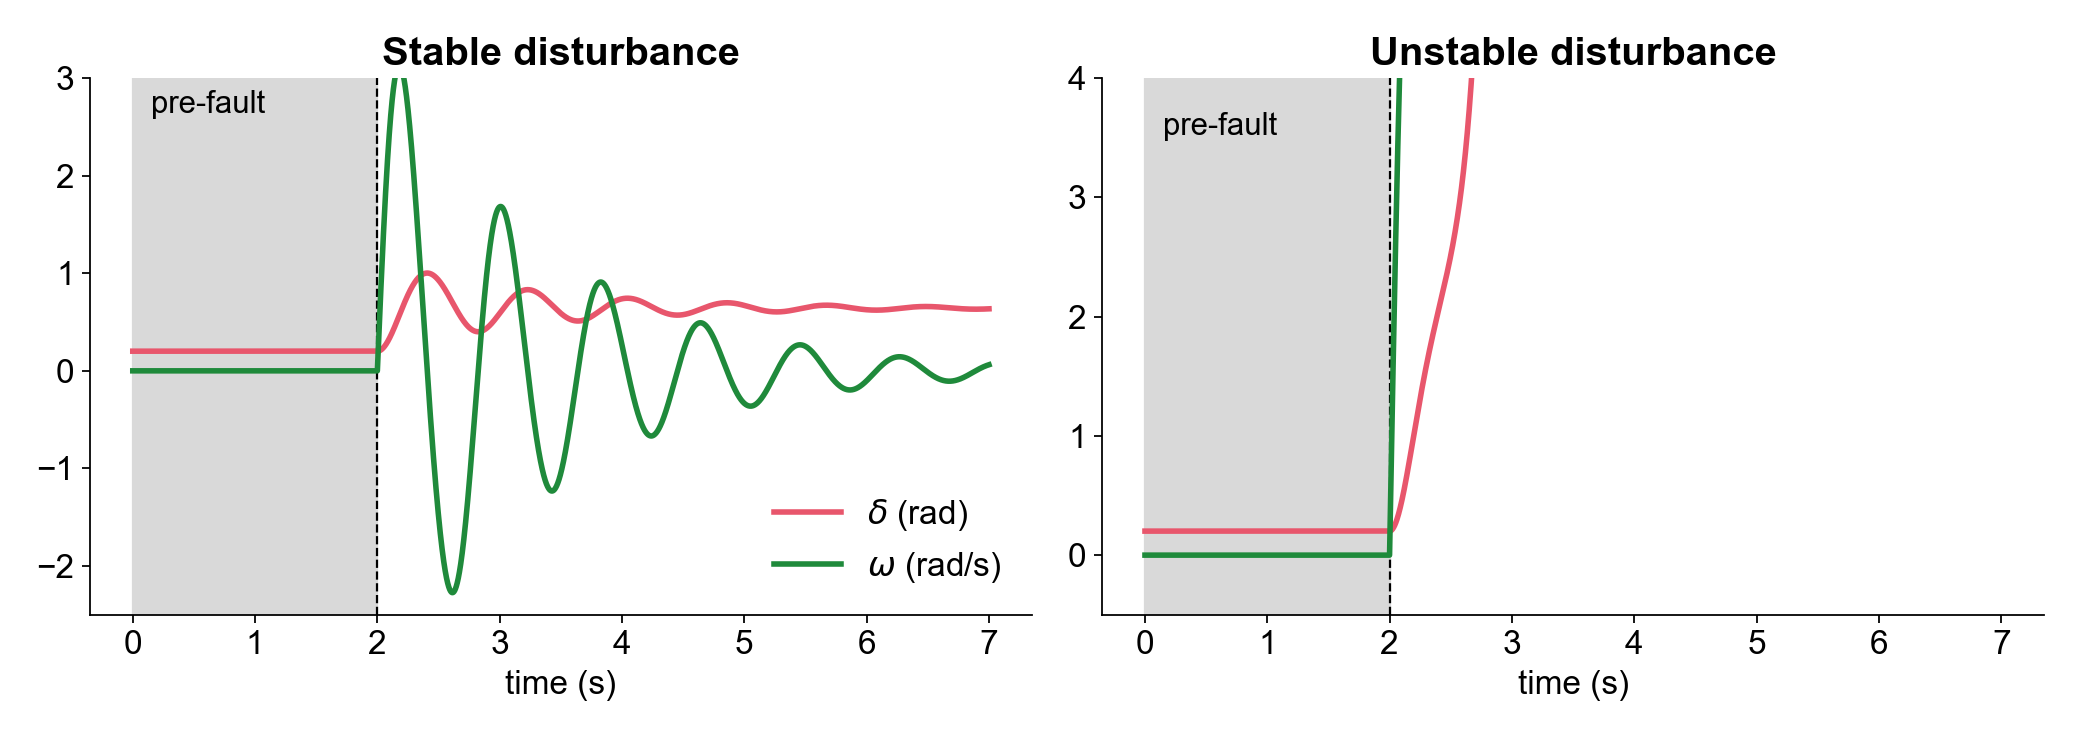 Stable disturbance
3
2
1
0
−1
−2
pre-fault
δ (rad)
ω (rad/s)
0 1 2 3 4 5 6 7
time (s)
Unstable disturbance
4
3
2
1
0
pre-fault
0 1 2 3 4 5 6 7
time (s)